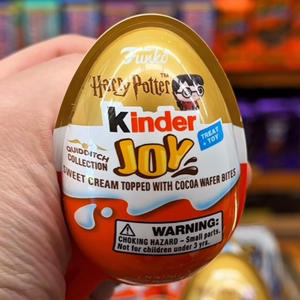 Funko
Harry Potter™
Kinder
JOY
TREAT
+ TOY
QUIDDITCH
COLLECTION
SWEET CREAM TOPPED WITH COCOA WAFER BITES
WARNING:
CHOKING HAZARD – Small parts.
Not for children under 3 yrs.